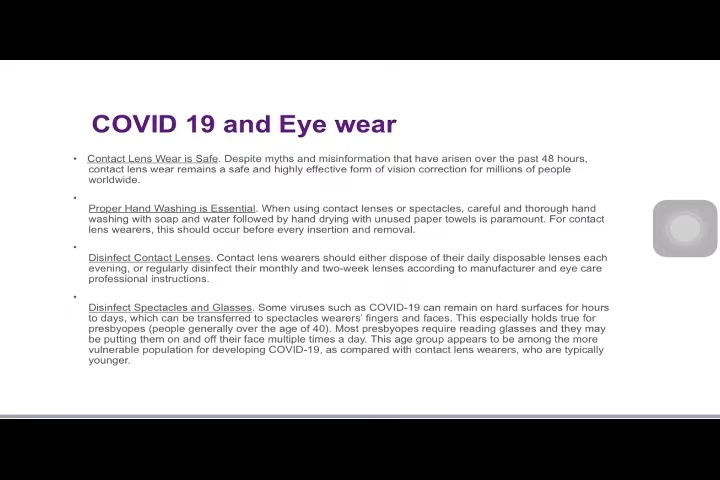 COVID 19 and Eye wear
• Contact Lens Wear is Safe. Despite myths and misinformation that have arisen over the past 48 hours,
contact lens wear remains a safe and highly effective form of vision correction for millions of people
worldwide.
•
Proper Hand Washing is Essential. When using contact lenses or spectacles, careful and thorough hand
washing with soap and water followed by hand drying with unused paper towels is paramount. For contact
lens wearers, this should occur before every insertion and removal.
•
Disinfect Contact Lenses. Contact lens wearers should either dispose of their daily disposable lenses each
evening, or regularly disinfect their monthly and two-week lenses according to manufacturer and eye care
professional instructions.
•
Disinfect Spectacles and Glasses. Some viruses such as COVID-19 can remain on hard surfaces for hours
to days, which can be transferred to spectacles wearers' fingers and faces. This especially holds true for
presbyopes (people generally over the age of 40). Most presbyopes require reading glasses and they may
be putting them on and off their face multiple times a day. This age group appears to be among the more
vulnerable population for developing COVID-19, as compared with contact lens wearers, who are typically
younger.